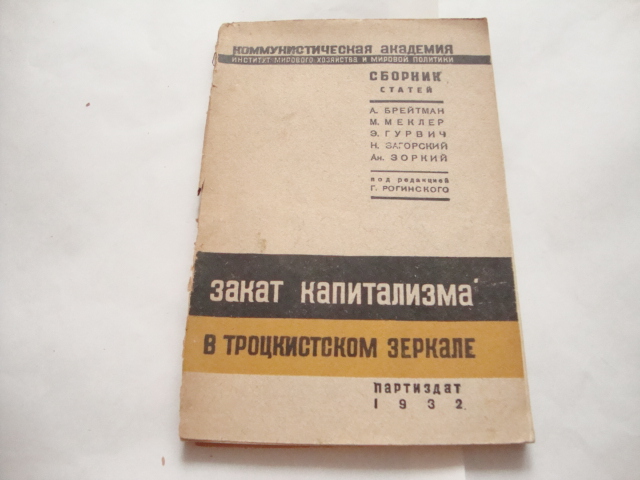 КОММУНИСТИЧЕСКАЯ АКАДЕМИЯ
ИНСТИТУТ МИРОВОГО ХОЗЯЙСТВА И МИРОВОЙ ПОЛИТИКИ
СБОРНИК
СТАТЕЙ
А. БРЕЙТМАН
М. МЕКЛЕР
Э. ГУРВИЧ
Н. ЗАГОРСКИЙ
Ан. ЗОРКИЙ
под редакцией
Г. РОГИНСКОГО
ЗАКАТ КАПИТАЛИЗМА
В ТРОЦКИСТСКОМ ЗЕРКАЛЕ
ПАРТИЗДАТ
1932